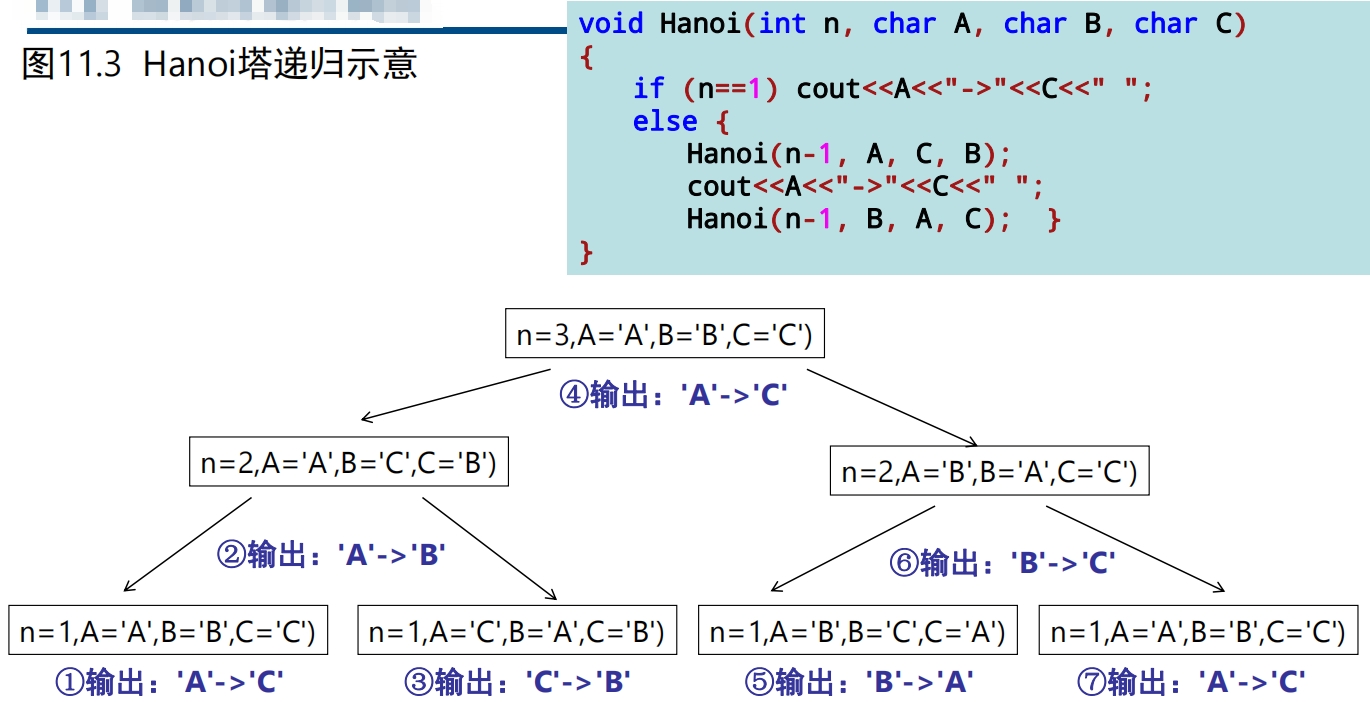 图11.3 Hanoi塔递归示意
void Hanoi(int n, char A, char B, char C)
{
if (n==1) cout<<A<<"->"<<C<<" ";
else {
Hanoi(n-1, A, C, B);
cout<<A<<"->"<<C<<" ";
Hanoi(n-1, B, A, C); }
}
n=3,A='A',B='B',C='C')
④输出：'A'->'C'
n=2,A='A',B='C',C='B')
n=2,A='B',B='A',C='C')
②输出：'A'->'B'
⑥输出：'B'->'C'
n=1,A='A',B='B',C='C')
n=1,A='C',B='A',C='B')
n=1,A='B',B='C',C='A')
n=1,A='A',B='B',C='C')
①输出：'A'->'C'
③输出：'C'->'B'
⑤输出：'B'->'A'
⑦输出：'A'->'C'